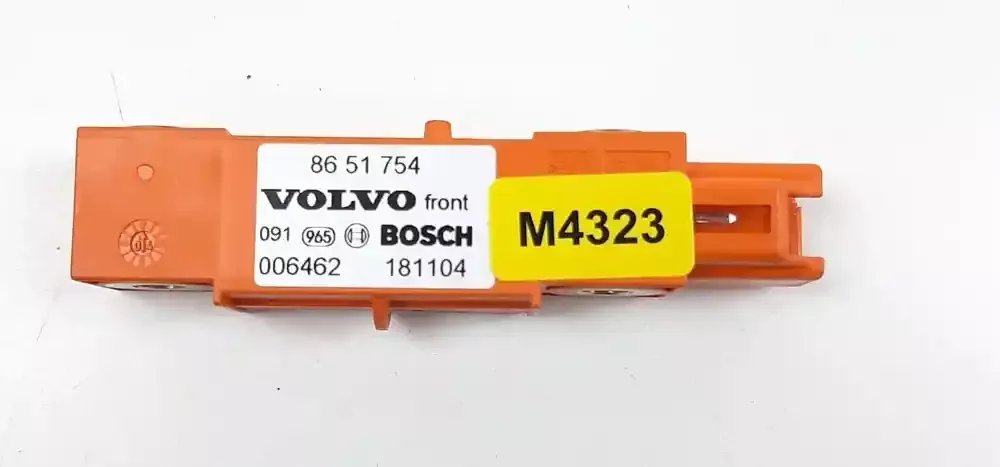 86 51 754
VOLVO front
091 965 BOSCH
006462 181104
M4323